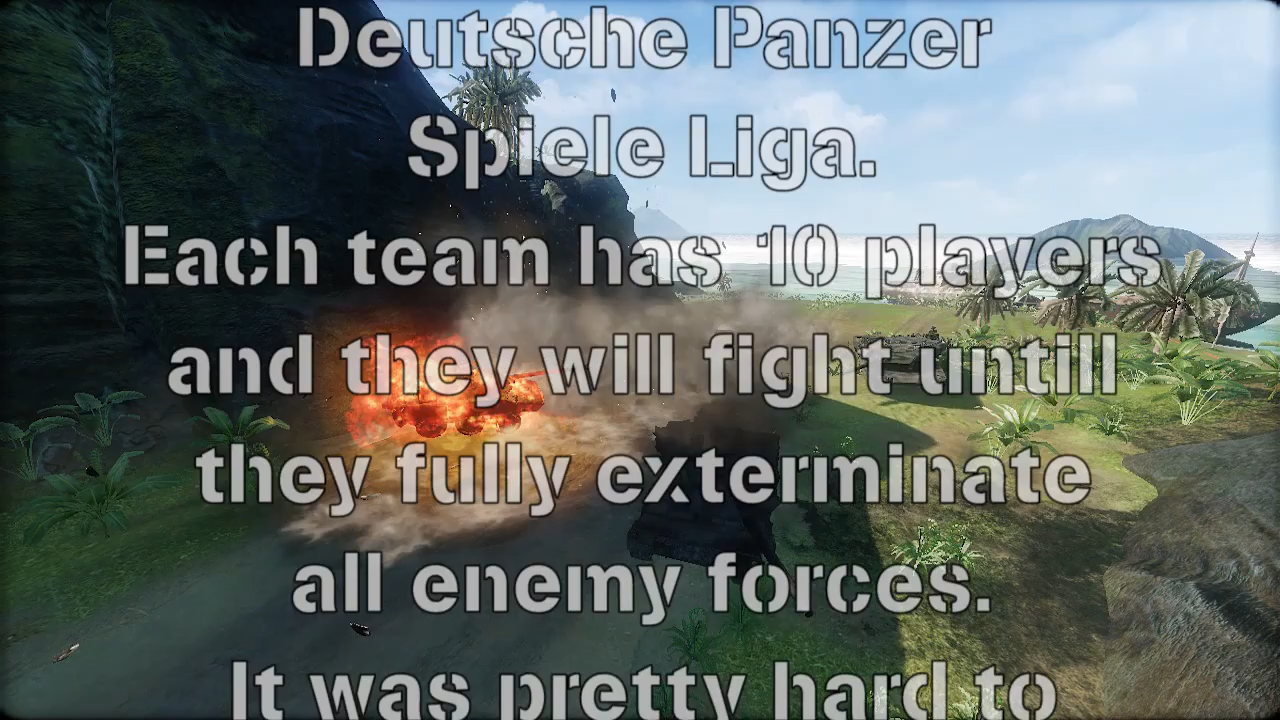 Deutsche Panzer
Spiele Liga.
Each team has 10 players
and they will fight untill
they fully exterminate
all enemy forces.
It was pretty hard to